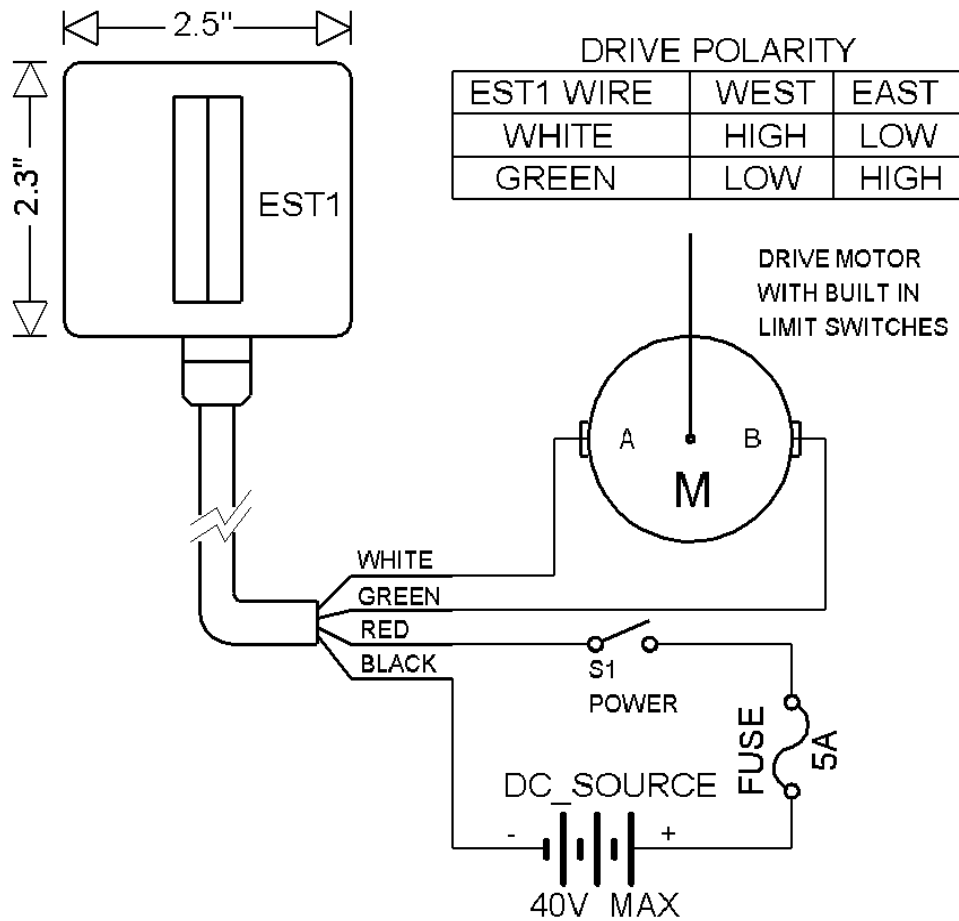 2.5"
2.3"
EST1
DRIVE POLARITY
EST1 WIRE WEST EAST
WHITE HIGH LOW
GREEN LOW HIGH
DRIVE MOTOR
WITH BUILT IN
LIMIT SWITCHES
A B
M
WHITE
GREEN
RED
BLACK
S1
POWER
FUSE
5A
DC_SOURCE
- +
40V MAX